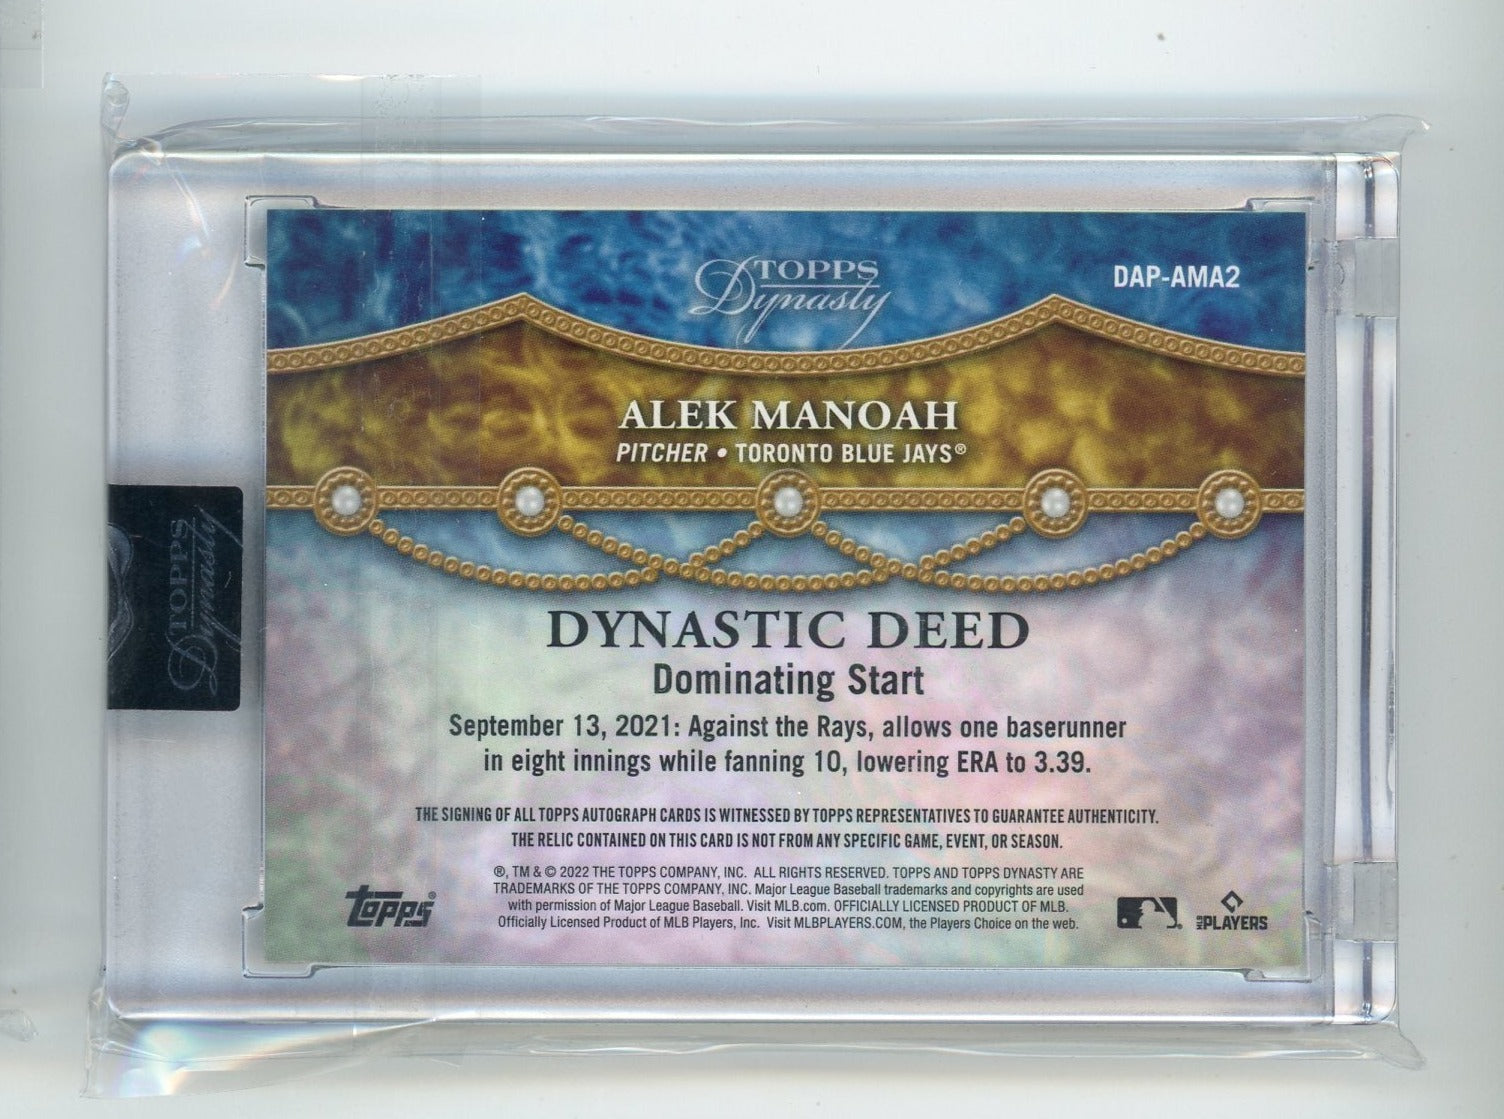 TOPPS
Dynasty
DAP-AMA2
ALEK MANOAH
PITCHER • TORONTO BLUE JAYS®
TOPPS
Dynasty
DYNASTIC DEED
Dominating Start
September 13, 2021: Against the Rays, allows one baserunner
in eight innings while fanning 10, lowering ERA to 3.39.
THE SIGNING OF ALL TOPPS AUTOGRAPH CARDS IS WITNESSED BY TOPPS REPRESENTATIVES TO GUARANTEE AUTHENTICITY.
THE RELIC CONTAINED ON THIS CARD IS NOT FROM ANY SPECIFIC GAME, EVENT, OR SEASON.
®, TM & © 2022 THE TOPPS COMPANY, INC. ALL RIGHTS RESERVED. TOPPS AND TOPPS DYNASTY ARE
TRADEMARKS OF THE TOPPS COMPANY, INC. Major League Baseball trademarks and copyrights are used
with permission of Major League Baseball. Visit MLB.com. OFFICIALLY LICENSED PRODUCT OF MLB.
Officially Licensed Product of MLB Players, Inc. Visit MLBPLAYERS.COM, the Players Choice on the web.
topps®
MLB PLAYERS